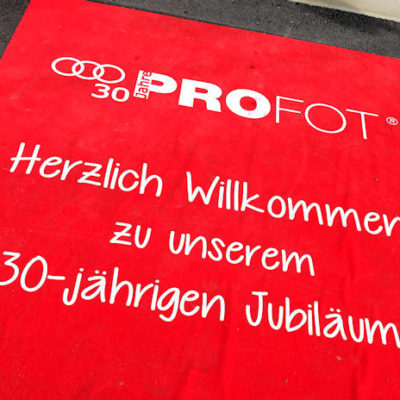 30 Jahre PROFOT®
Herzlich Willkommen
zu unserem
30-jährigen Jubiläum